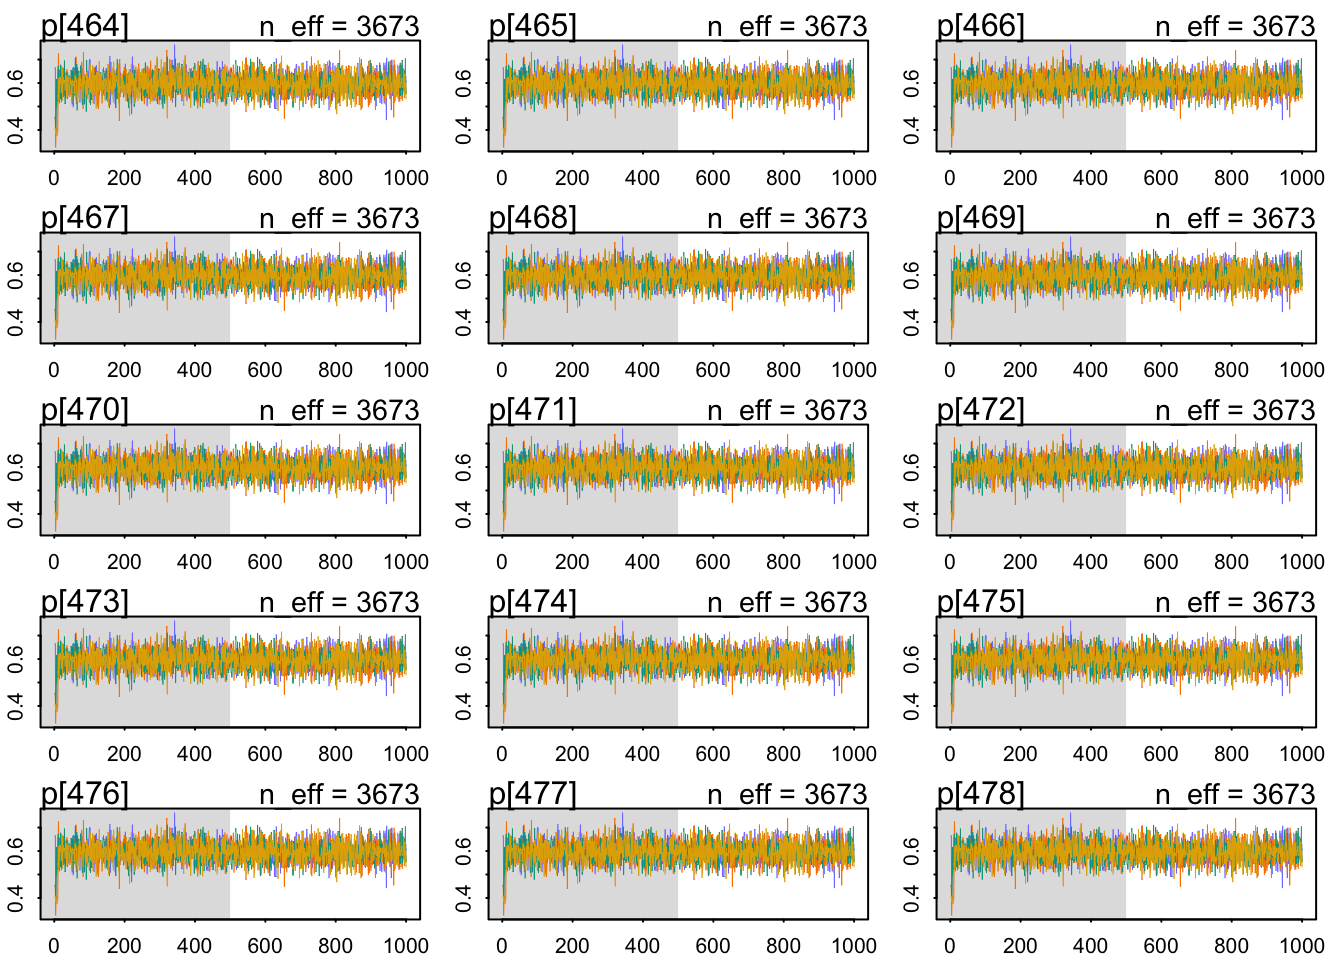 p[464] n_eff = 3673 p[465] n_eff = 3673 p[466] n_eff = 3673
0.4 0.6 0.4 0.6 0.4 0.6
0 200 400 600 800 1000 0 200 400 600 800 1000 0 200 400 600 800 1000
p[467] n_eff = 3673 p[468] n_eff = 3673 p[469] n_eff = 3673
0.4 0.6 0.4 0.6 0.4 0.6
0 200 400 600 800 1000 0 200 400 600 800 1000 0 200 400 600 800 1000
p[470] n_eff = 3673 p[471] n_eff = 3673 p[472] n_eff = 3673
0.4 0.6 0.4 0.6 0.4 0.6
0 200 400 600 800 1000 0 200 400 600 800 1000 0 200 400 600 800 1000
p[473] n_eff = 3673 p[474] n_eff = 3673 p[475] n_eff = 3673
0.4 0.6 0.4 0.6 0.4 0.6
0 200 400 600 800 1000 0 200 400 600 800 1000 0 200 400 600 800 1000
p[476] n_eff = 3673 p[477] n_eff = 3673 p[478] n_eff = 3673
0.4 0.6 0.4 0.6 0.4 0.6
0 200 400 600 800 1000 0 200 400 600 800 1000 0 200 400 600 800 1000